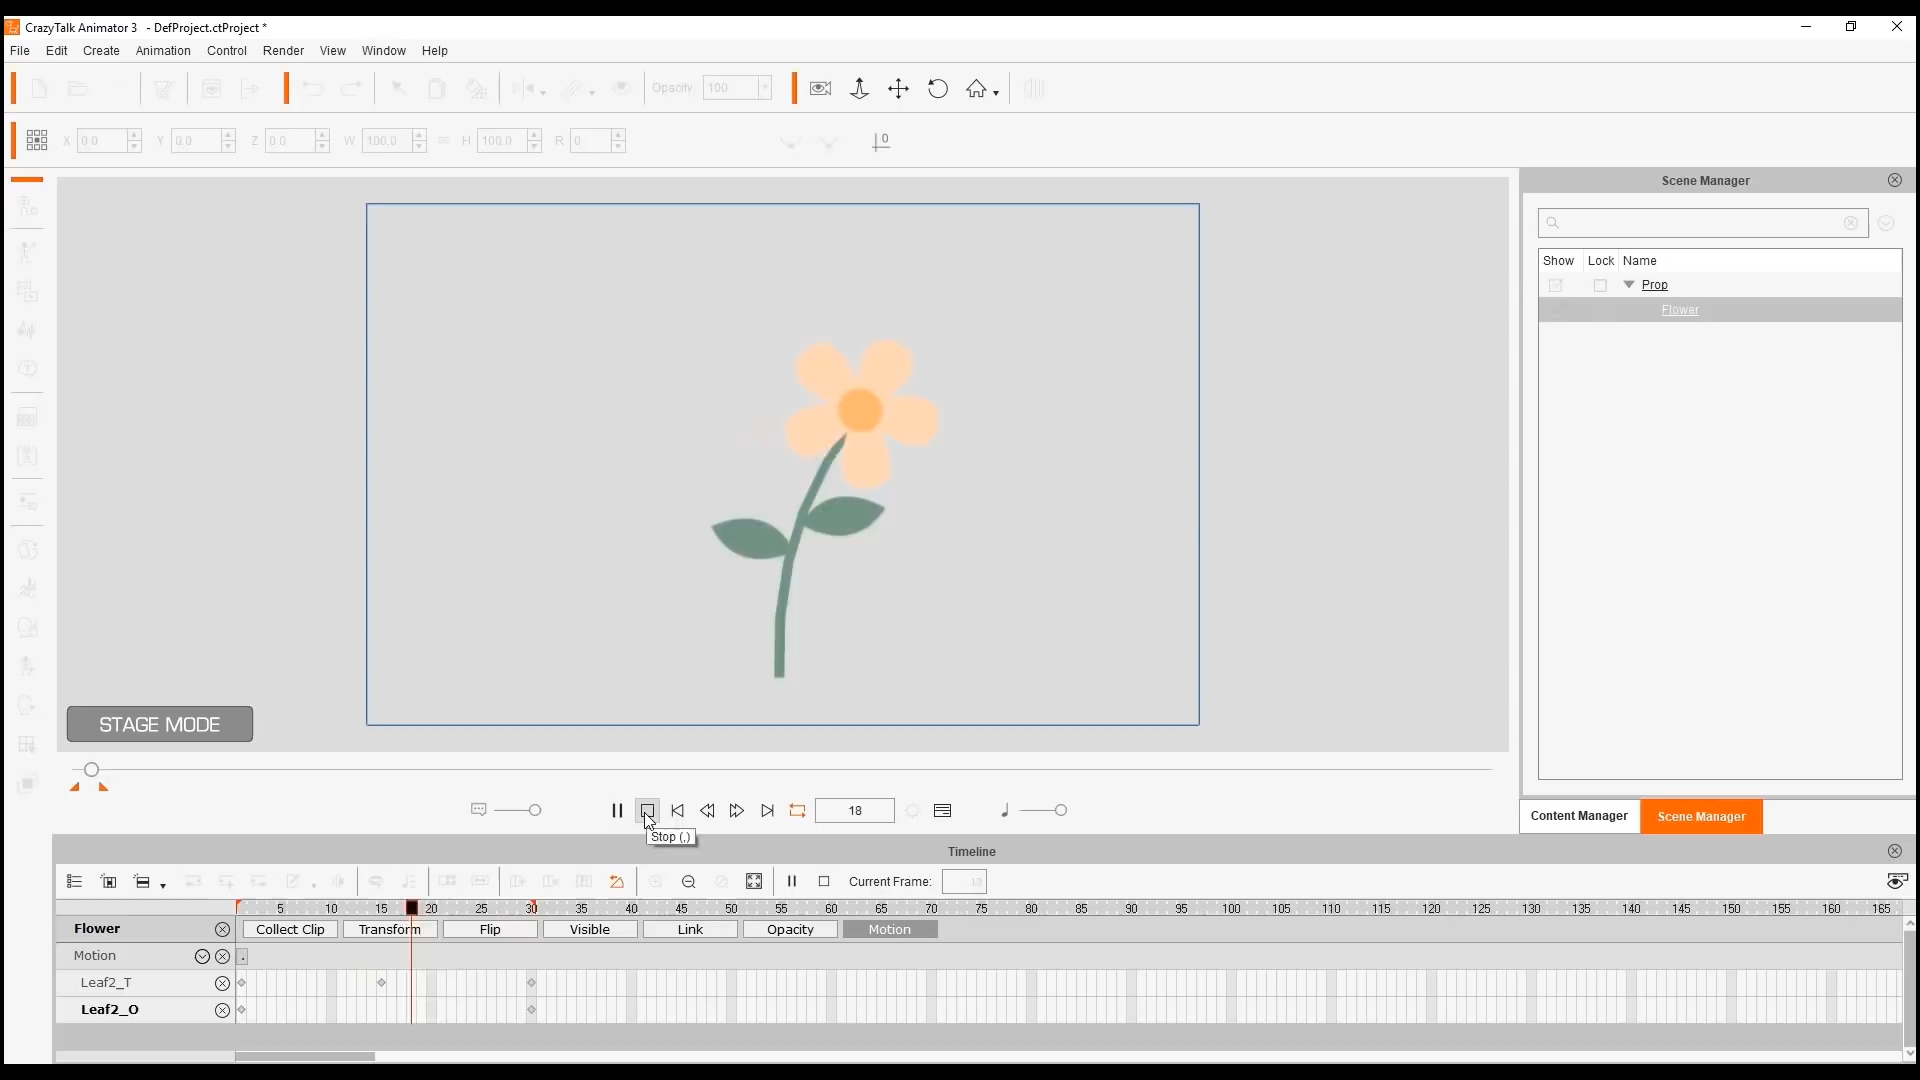 CrazyTalk Animator 3 - DefProject.ctProject *
File Edit Create Animation Control Render View Window Help
Opacity: 100
X 0.0 Y 0.0 Z 0.0 W 100.0 H 100.0 R 0
0
Scene Manager
Show Lock Name
Prop
Flower
STAGE MODE
18
Stop (,)
Content Manager Scene Manager
Timeline
Current Frame:
5 10 15 20 25 30 35 40 45 50 55 60 65 70 75 80 85 90 95 100 105 110 115 120 125 130 135 140 145 150 155 160 165
Flower Collect Clip Transform Flip Visible Link Opacity Motion
Motion
Leaf2_T
Leaf2_O